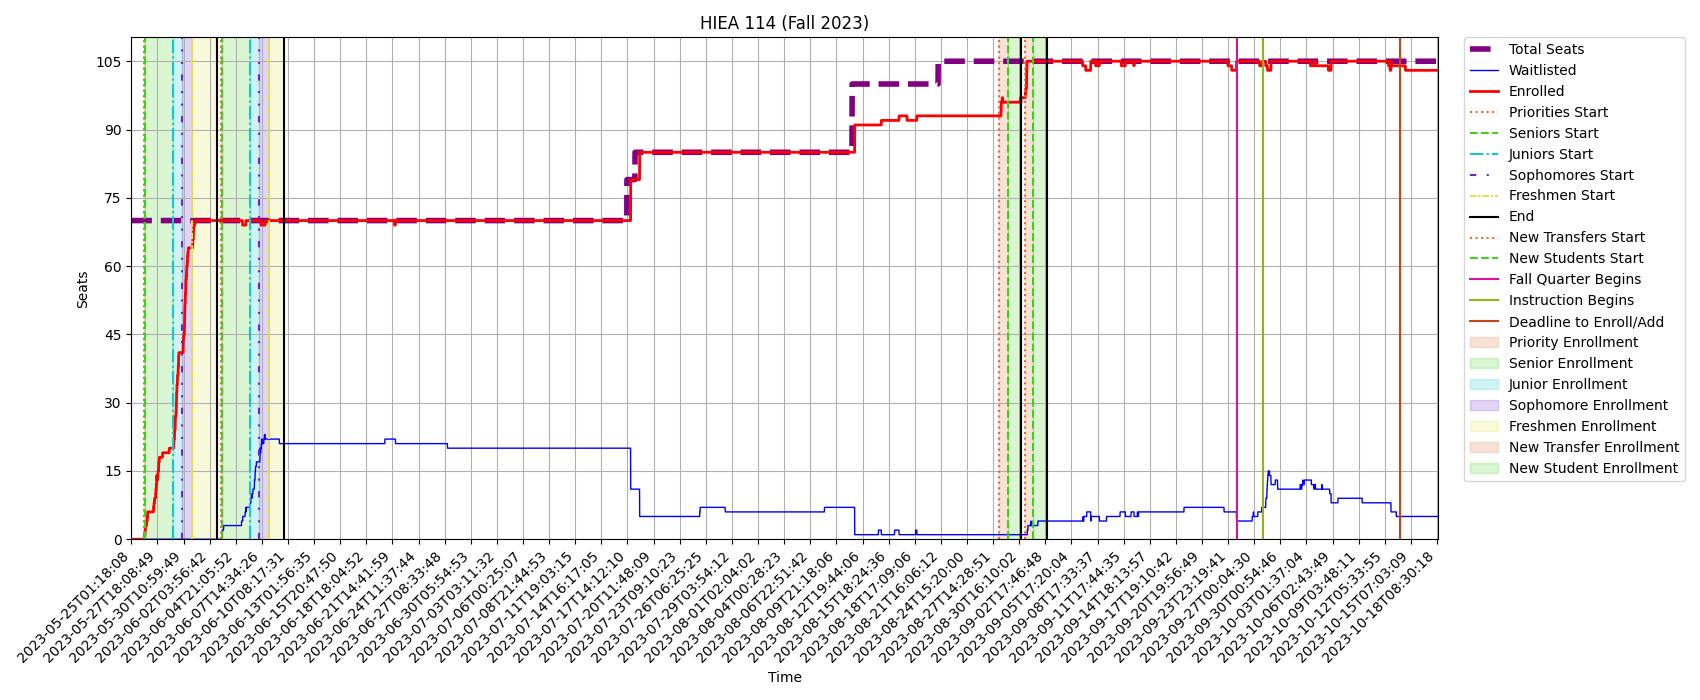 HIEA 114 (Fall 2023)
Seats
105
90
75
60
45
30
15
0
2023-05-25T01:18:08
2023-05-27T18:08:49
2023-05-30T10:59:49
2023-06-02T03:56:42
2023-06-04T21:05:52
2023-06-07T14:34:26
2023-06-10T08:17:31
2023-06-13T01:56:35
2023-06-15T20:47:50
2023-06-18T18:04:52
2023-06-21T14:41:59
2023-06-24T11:37:44
2023-06-27T08:33:48
2023-06-30T05:54:53
2023-07-03T03:11:32
2023-07-06T00:25:07
2023-07-08T21:44:53
2023-07-11T19:03:15
2023-07-14T16:17:05
2023-07-17T14:12:10
2023-07-20T11:48:09
2023-07-23T09:10:23
2023-07-26T06:25:25
2023-07-29T03:54:12
2023-08-01T02:04:02
2023-08-04T00:28:23
2023-08-06T22:51:42
2023-08-09T21:18:06
2023-08-12T19:44:06
2023-08-15T18:24:36
2023-08-18T17:09:06
2023-08-21T16:06:12
2023-08-24T15:20:00
2023-08-27T14:28:51
2023-08-30T16:10:02
2023-09-02T17:46:48
2023-09-05T17:20:04
2023-09-08T17:33:37
2023-09-11T17:44:35
2023-09-14T18:13:57
2023-09-17T19:10:42
2023-09-20T19:56:49
2023-09-23T23:19:41
2023-09-27T00:04:30
2023-09-30T00:54:46
2023-10-03T01:37:04
2023-10-06T02:43:49
2023-10-09T03:48:11
2023-10-12T05:33:55
2023-10-15T07:03:09
2023-10-18T08:30:18
Time
Total Seats
Waitlisted
Enrolled
Priorities Start
Seniors Start
Juniors Start
Sophomores Start
Freshmen Start
End
New Transfers Start
New Students Start
Fall Quarter Begins
Instruction Begins
Deadline to Enroll/Add
Priority Enrollment
Senior Enrollment
Junior Enrollment
Sophomore Enrollment
Freshmen Enrollment
New Transfer Enrollment
New Student Enrollment